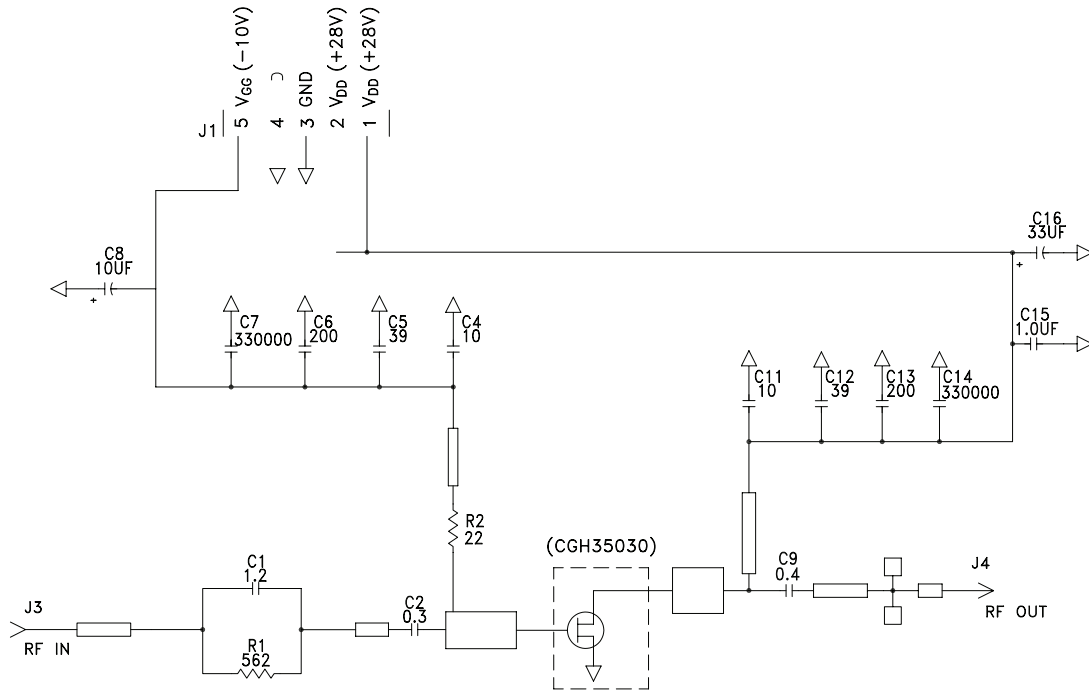 J1
5 VGG (−10V)
4
3 GND
2 VDD (+28V)
1 VDD (+28V)
C8
10UF
+
C16
33UF
+
C15
1.0UF
C7
330000
C6
200
C5
39
C4
10
C11
10
C12
39
C13
200
C14
330000
R2
22
(CGH35030)
C1
1.2
R1
562
C2
0.3
C9
0.4
J3
RF IN
J4
RF OUT